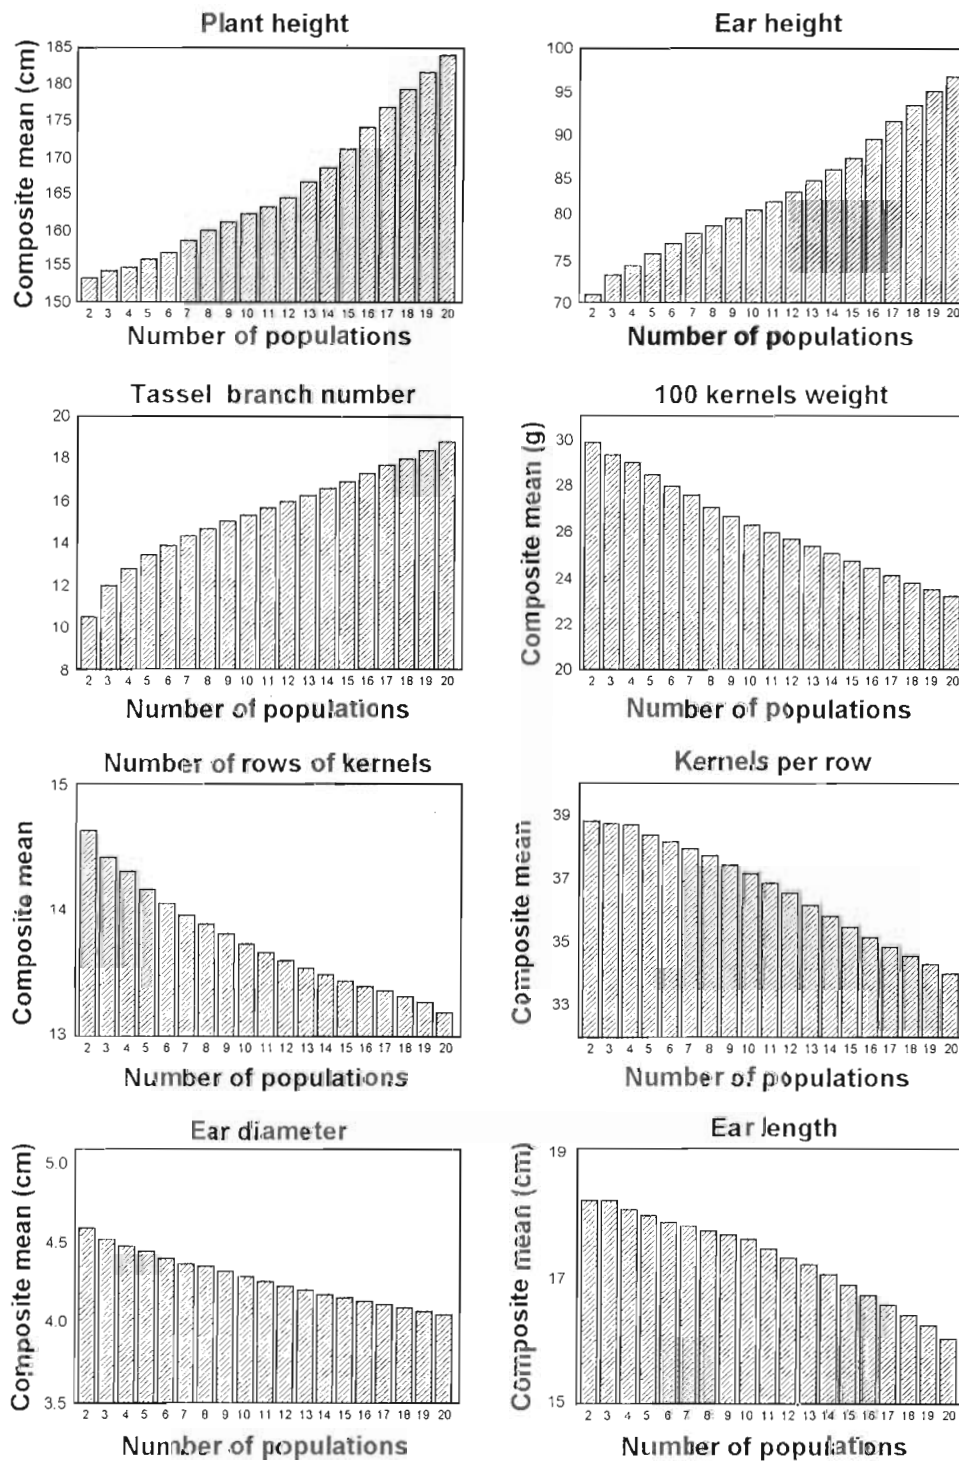 Plant height
Composite mean (cm)
185
180
175
170
165
160
155
150
2 3 4 5 6 7 8 9 10 11 12 13 14 15 16 17 18 19 20
Number of populations
Ear height
100
95
90
85
80
75
70
2 3 4 5 6 7 8 9 10 11 12 13 14 15 16 17 18 19 20
Number of populations
Tassel branch number
20
18
16
14
12
10
8
2 3 4 5 6 7 8 9 10 11 12 13 14 15 16 17 18 19 20
Number of populations
100 kernels weight
Composite mean (g)
30
28
26
24
22
20
2 3 4 5 6 7 8 9 10 11 12 13 14 15 16 17 18 19 20
Number of populations
Number of rows of kernels
Composite mean
15
14
13
2 3 4 5 6 7 8 9 10 11 12 13 14 15 16 17 18 19 20
Number of populations
Kernels per row
Composite mean
39
37
35
33
2 3 4 5 6 7 8 9 10 11 12 13 14 15 16 17 18 19 20
Number of populations
Ear diameter
Composite mean (cm)
5.0
4.5
4.0
3.5
2 3 4 5 6 7 8 9 10 11 12 13 14 15 16 17 18 19 20
Number of populations
Ear length
Composite mean (cm)
19
17
15
2 3 4 5 6 7 8 9 10 11 12 13 14 15 16 17 18 19 20
Number of populations